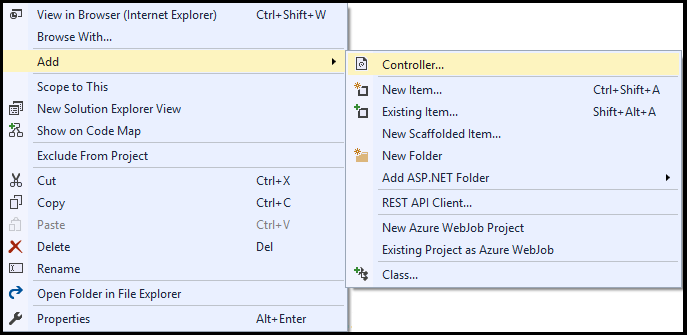 View in Browser (Internet Explorer) Ctrl+Shift+W
Browse With...
Add
Scope to This
New Solution Explorer View
Show on Code Map
Exclude From Project
Cut Ctrl+X
Copy Ctrl+C
Paste Ctrl+V
Delete Del
Rename
Open Folder in File Explorer
Properties Alt+Enter
Controller...
New Item... Ctrl+Shift+A
Existing Item... Shift+Alt+A
New Scaffolded Item...
New Folder
Add ASP.NET Folder
REST API Client...
New Azure WebJob Project
Existing Project as Azure WebJob
Class...